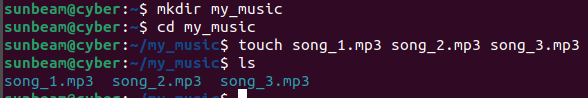 sunbeam@cyber:~$ mkdir my_music
sunbeam@cyber:~$ cd my_music
sunbeam@cyber:~/my_music$ touch song_1.mp3 song_2.mp3 song_3.mp3
sunbeam@cyber:~/my_music$ ls
song_1.mp3  song_2.mp3  song_3.mp3
sunbeam@cyber:~/my_music$